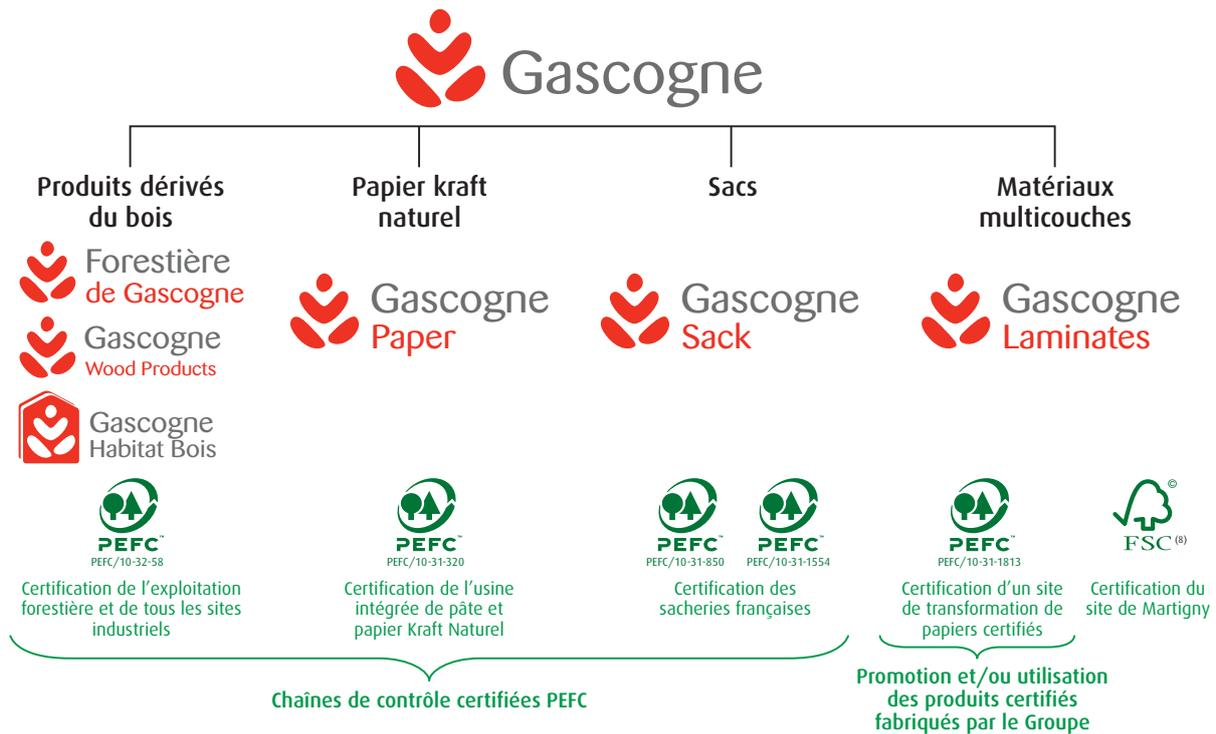 Gascogne
Produits dérivés
du bois
Forestière
de Gascogne
Gascogne
Wood Products
Gascogne
Habitat Bois
PEFC™
PEFC/10-32-58
Certification de l'exploitation
forestière et de tous les sites
industriels
Papier kraft
naturel
Gascogne
Paper
PEFC™
PEFC/10-31-320
Certification de l'usine
intégrée de pâte et
papier Kraft Naturel
Sacs
Gascogne
Sack
PEFC™
PEFC/10-31-850
PEFC™
PEFC/10-31-1554
Certification des
sacheries françaises
Chaînes de contrôle certifiées PEFC
Matériaux
multicouches
Gascogne
Laminates
PEFC™
PEFC/10-31-1813
Certification d'un site
de transformation de
papiers certifiés
©
FSC (8)
Certification du
site de Martigny
Promotion et/ou utilisation
des produits certifiés
fabriqués par le Groupe